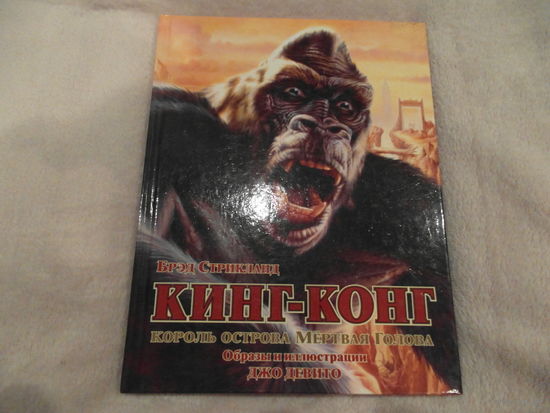 Брэд Стрикланд
КИНГ-КОНГ
КОРОЛЬ ОСТРОВА МЕРТВАЯ ГОЛОВА
Образы и иллюстрации
ДЖО ДЕВИТО